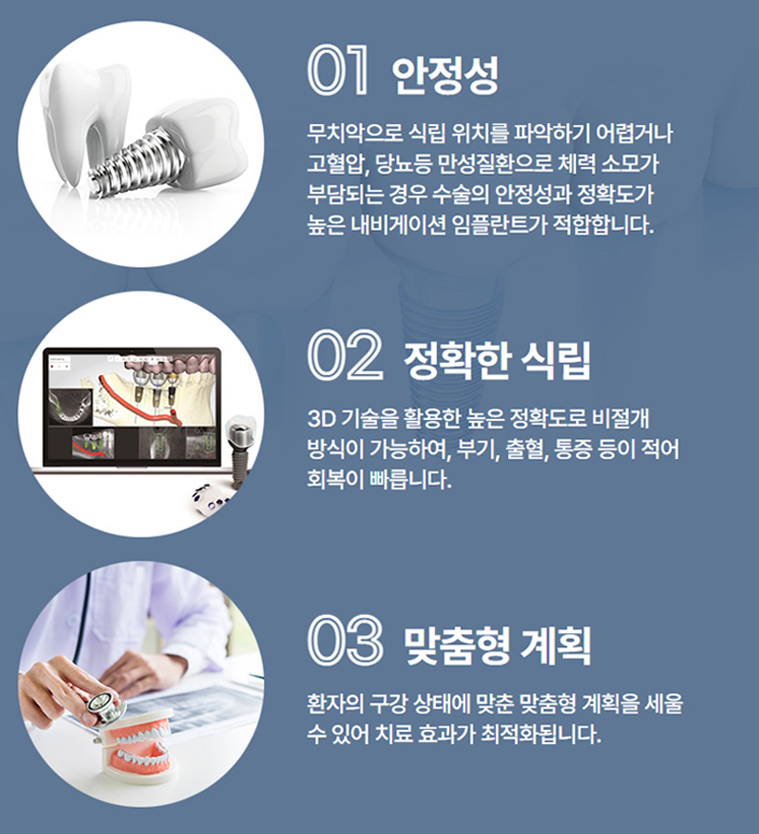 01 안정성
무치악으로 식립 위치를 파악하기 어렵거나
고혈압, 당뇨등 만성질환으로 체력 소모가
부담되는 경우 수술의 안정성과 정확도가
높은 내비게이션 임플란트가 적합합니다.
02 정확한 식립
3D 기술을 활용한 높은 정확도로 비절개
방식이 가능하여, 부기, 출혈, 통증 등이 적어
회복이 빠릅니다.
03 맞춤형 계획
환자의 구강 상태에 맞춘 맞춤형 계획을 세울
수 있어 치료 효과가 최적화됩니다.